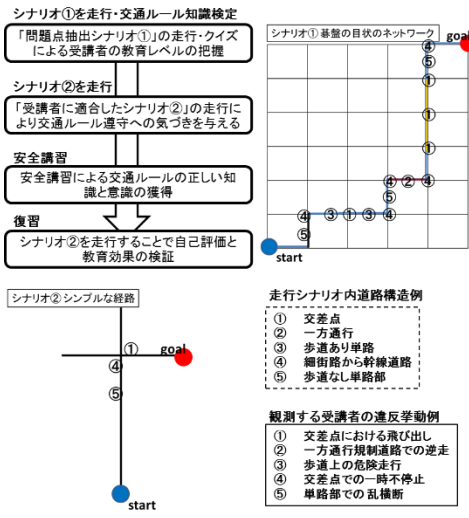 シナリオ①を走行・交通ルール知識検定
「問題点抽出シナリオ①」の走行・クイズ
による受講者の教育レベルの把握
シナリオ②を走行
「受講者に適合したシナリオ②」の走行に
より交通ルール遵守への気づきを与える
安全講習
安全講習による交通ルールの正しい知
識と意識の獲得
復習
シナリオ②を走行することで自己評価と
教育効果の検証
シナリオ① 碁盤の目状のネットワーク
goal
④
⑤
①
①
①
④②④
⑤
④ ③①③④
⑤
start
シナリオ② シンプルな経路
①
goal
④
⑤
start
走行シナリオ内道路構造例
① 交差点
② 一方通行
③ 歩道あり単路
④ 細街路から幹線道路
⑤ 歩道なし単路部
観測する受講者の違反挙動例
① 交差点における飛び出し
② 一方通行規制道路での逆走
③ 歩道上の危険走行
④ 交差点での一時不停止
⑤ 単路部での乱横断